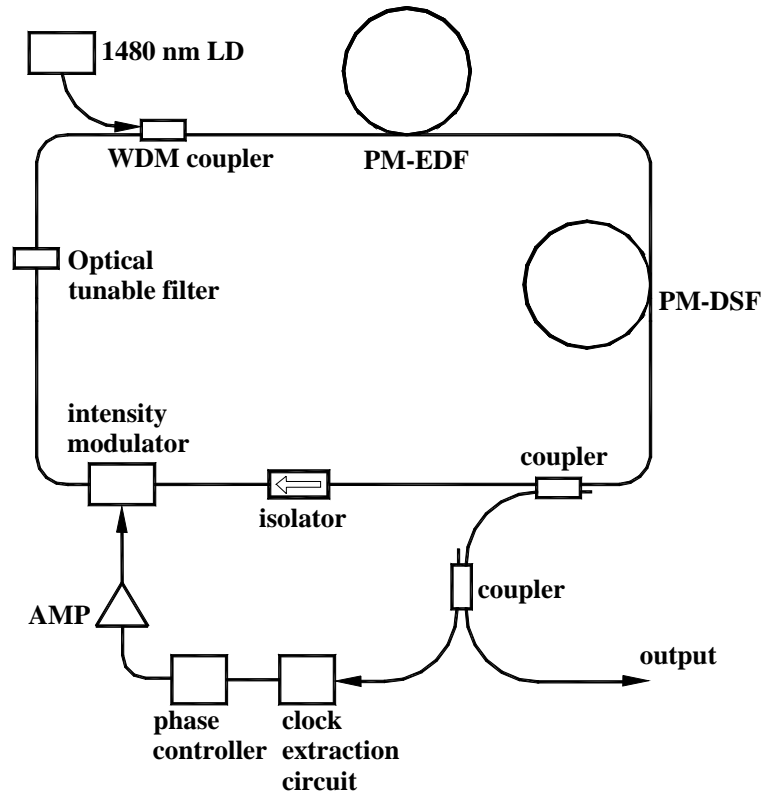 1480 nm LD
WDM coupler
PM-EDF
Optical
tunable filter
PM-DSF
intensity
modulator
isolator
coupler
coupler
AMP
output
phase
controller
clock
extraction
circuit